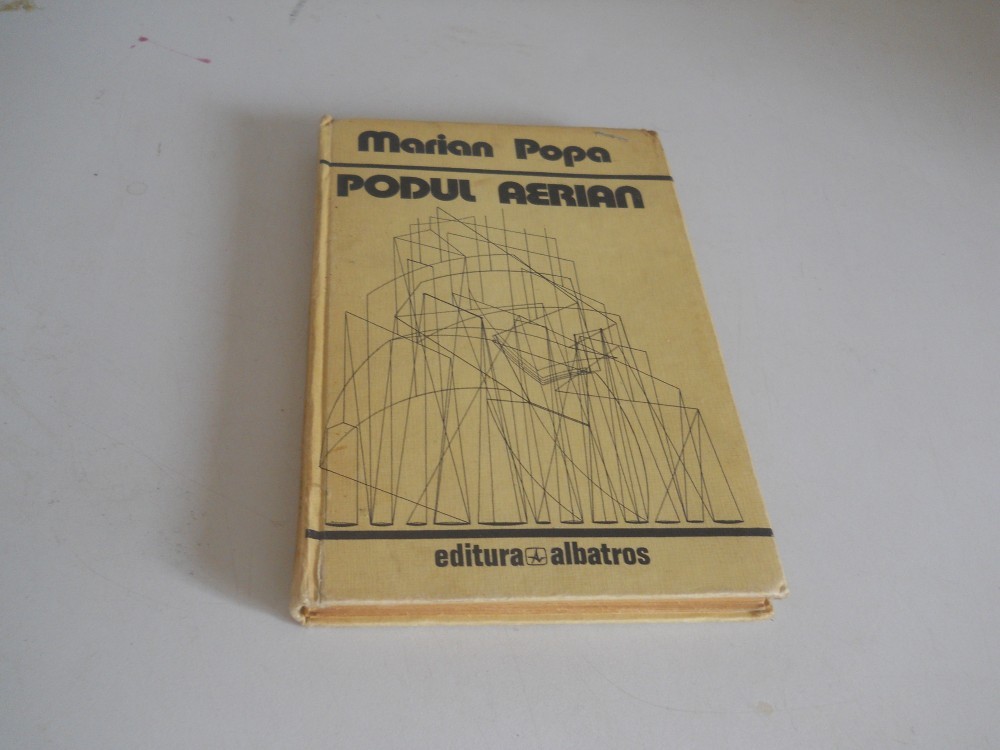 Marian Popa
PODUL AERIAN
editura albatros